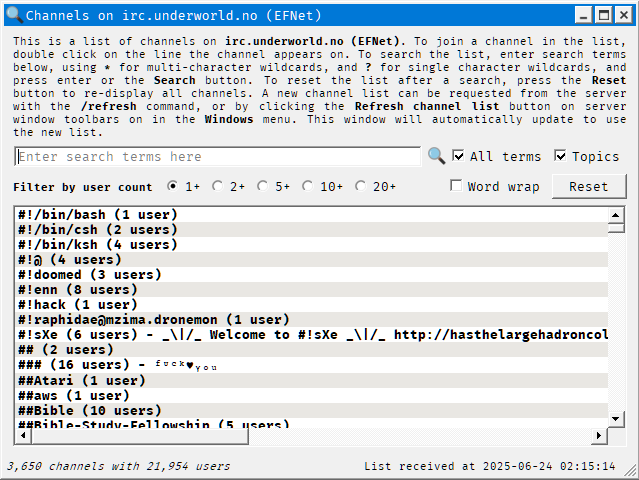 Channels on irc.underworld.no (EFNet)
This is a list of channels on irc.underworld.no (EFNet). To join a channel in the list,
double click on the line the channel appears on. To search the list, enter search terms
below, using * for multi-character wildcards, and ? for single character wildcards, and
press enter or the Search button. To reset the list after a search, press the Reset
button to re-display all channels. A new channel list can be requested from the server
with the /refresh command, or by clicking the Refresh channel list button on server
window toolbars on in the Windows menu. This window will automatically update to use
the new list.
Enter search terms here All terms Topics
Filter by user count 1+ 2+ 5+ 10+ 20+ Word wrap Reset
#!/bin/bash (1 user)
#!/bin/csh (2 users)
#!/bin/ksh (4 users)
#!@ (4 users)
#!doomed (3 users)
#!enn (8 users)
#!hack (1 user)
#!raphidae@mzima.dronemon (1 user)
#!sXe (6 users) - _\|/_ Welcome to #!sXe _\|/_ http://hasthelargehadroncol
## (2 users)
### (16 users) - ᶠᵘᶜᵏ♥ᵧₒᵤ
##Atari (1 user)
##aws (1 user)
##Bible (10 users)
##Bible-Study-Fellowship (5 users)
3,650 channels with 21,954 users List received at 2025-06-24 02:15:14